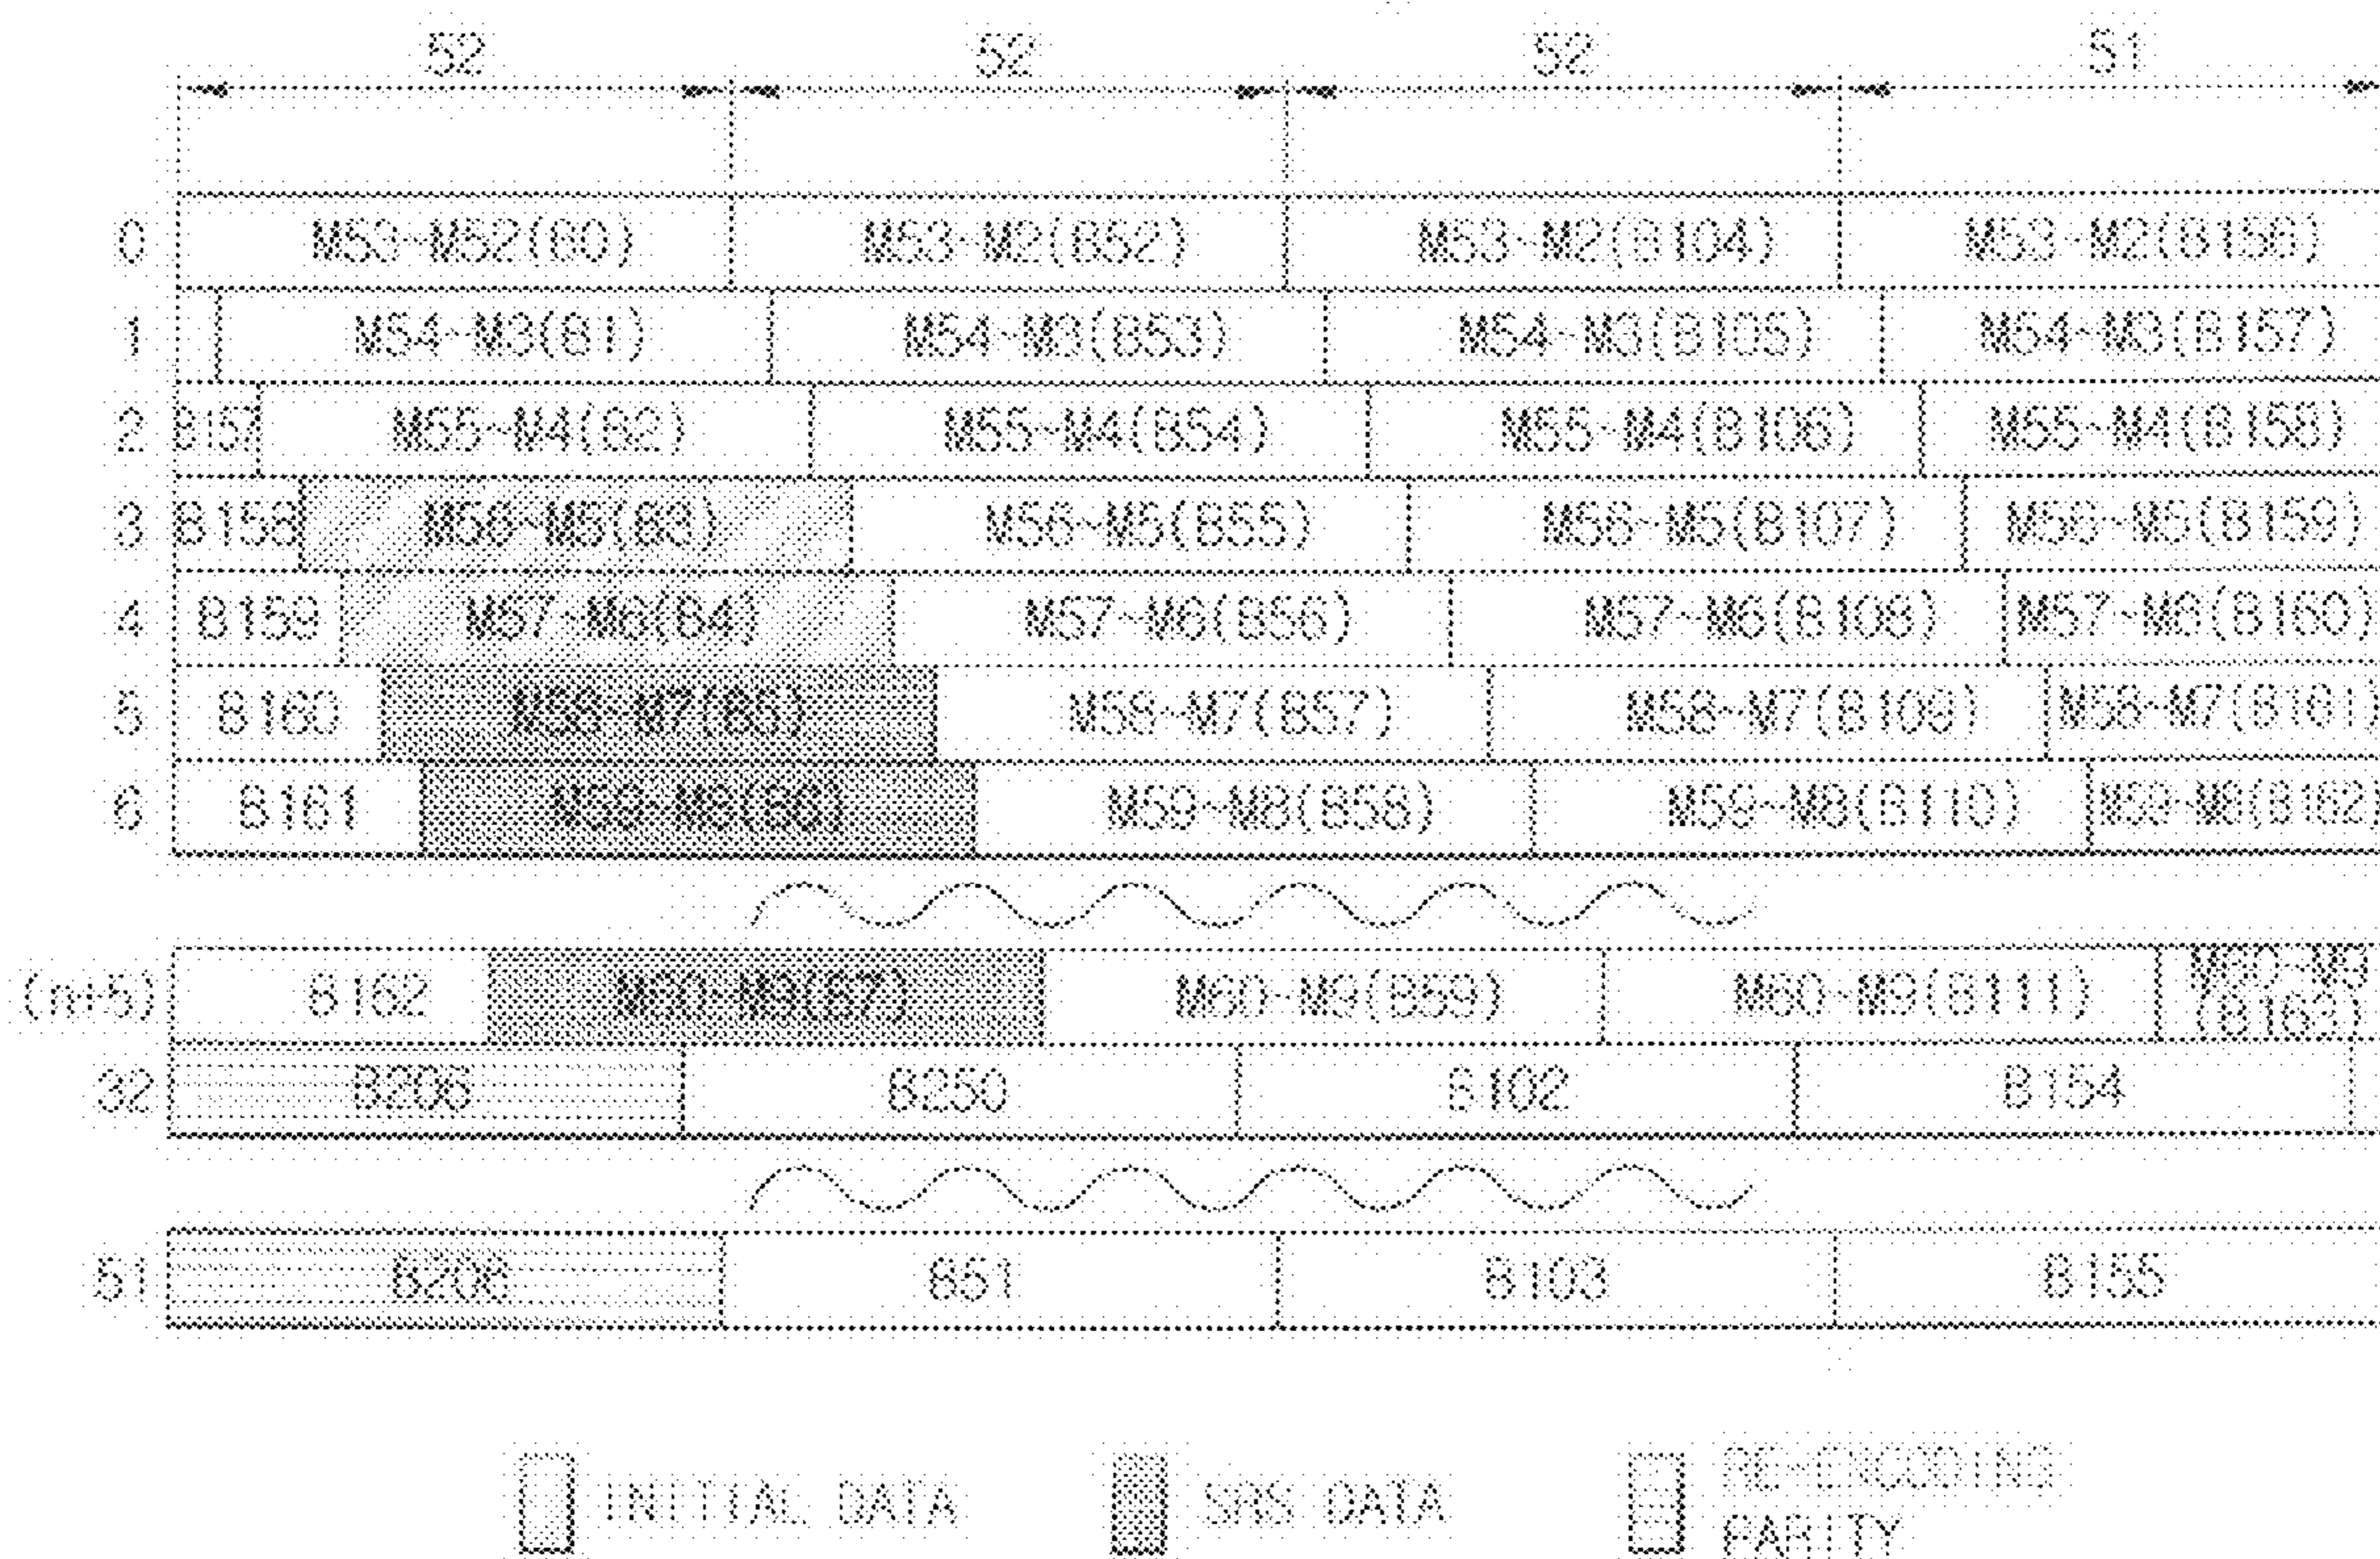 52 52 52 51
0 M53~M52(B0) M53~M2(B52) M53~M2(B104) M53~M2(B156)
1 M54~M3(B1) M54~M3(B53) M54~M3(B105) M54~M3(B157)
2 B157 M55~M4(B2) M55~M4(B54) M55~M4(B106) M55~M4(B158)
3 B158 M56~M5(B3) M56~M5(B55) M56~M5(B107) M56~M5(B159)
4 B159 M57~M6(B4) M57~M6(B56) M57~M6(B108) M57~M6(B160)
5 B160 M58~M7(B5) M58~M7(B57) M58~M7(B109) M58~M7(B161)
6 B161 M59~M8(B6) M59~M8(B58) M59~M8(B110) M59~M8(B162)
(n+5) B162 M60~M9(B7) M60~M9(B59) M60~M9(B111) M60~M9
(B163)
32 B250 B102 B154
51 B51 B103 B155
INITIAL DATA SRS DATA RE-ENCODING
PARITY